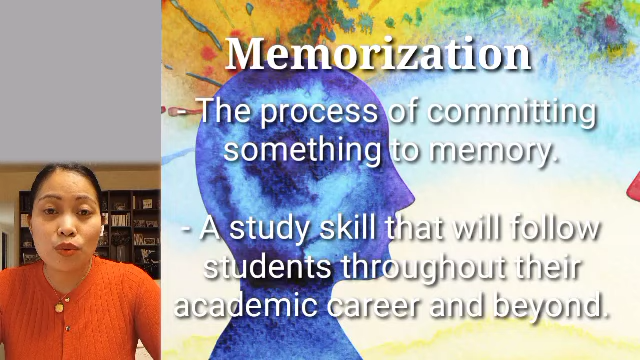 Memorization
- The process of committing
something to memory.
- A study skill that will follow
students throughout their
academic career and beyond.